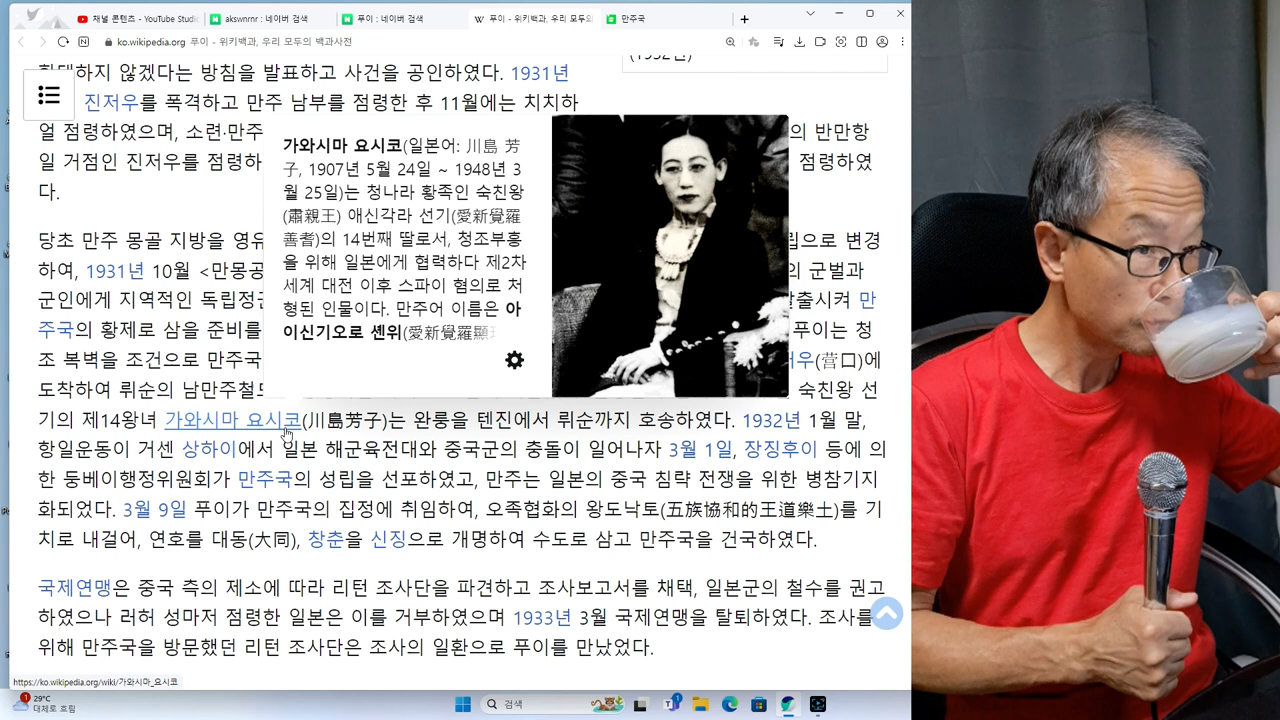 채널 콘텐츠 - YouTube Studio
akswnrnr : 네이버 검색
푸이 : 네이버 검색
푸이 - 위키백과, 우리 모두의
만주국
ko.wikipedia.org 푸이 - 위키백과, 우리 모두의 백과사전
하지 않겠다는 방침을 발표하고 사건을 공인하였다. 1931년
진저우를 폭격하고 만주 남부를 점령한 후 11월에는 치치하
얼 점령하였으며, 소련·만주
의 반만항
일 거점인 진저우를 점령하
점령하였
다.
당초 만주 몽골 지방을 영유
립으로 변경
하여, 1931년 10월 <만몽공
의 군벌과
군인에게 지역적인 독립정권
탈출시켜 만
주국의 황제로 삼을 준비를
푸이는 청
조 복벽을 조건으로 만주국
저우(营口)에
도착하여 뤼순의 남만주철도
숙친왕 선
가와시마 요시코(일본어: 川島 芳
子, 1907년 5월 24일 ~ 1948년 3
월 25일)는 청나라 황족인 숙친왕
(肅親王) 애신각라 선기(愛新覺羅
善耆)의 14번째 딸로서, 청조부흥
을 위해 일본에게 협력하다 제2차
세계 대전 이후 스파이 혐의로 처
형된 인물이다. 만주어 이름은 아
이신기오로 셴위(愛新覺羅顯
기의 제14왕녀 가와시마 요시코(川島芳子)는 완룽을 텐진에서 뤼순까지 호송하였다. 1932년 1월 말,
항일운동이 거센 상하이에서 일본 해군육전대와 중국군의 충돌이 일어나자 3월 1일, 장징후이 등에 의
한 둥베이행정위원회가 만주국의 성립을 선포하였고, 만주는 일본의 중국 침략 전쟁을 위한 병참기지
화되었다. 3월 9일 푸이가 만주국의 집정에 취임하여, 오족협화의 왕도낙토(五族協和的王道樂土)를 기
치로 내걸어, 연호를 대동(大同), 창춘을 신징으로 개명하여 수도로 삼고 만주국을 건국하였다.
국제연맹은 중국 측의 제소에 따라 리턴 조사단을 파견하고 조사보고서를 채택, 일본군의 철수를 권고
하였으나 러허 성마저 점령한 일본은 이를 거부하였으며 1933년 3월 국제연맹을 탈퇴하였다. 조사를
위해 만주국을 방문했던 리턴 조사단은 조사의 일환으로 푸이를 만났었다.
https://ko.wikipedia.org/wiki/가와시마_요시코
1
29°C
대체로 흐림
검색
1